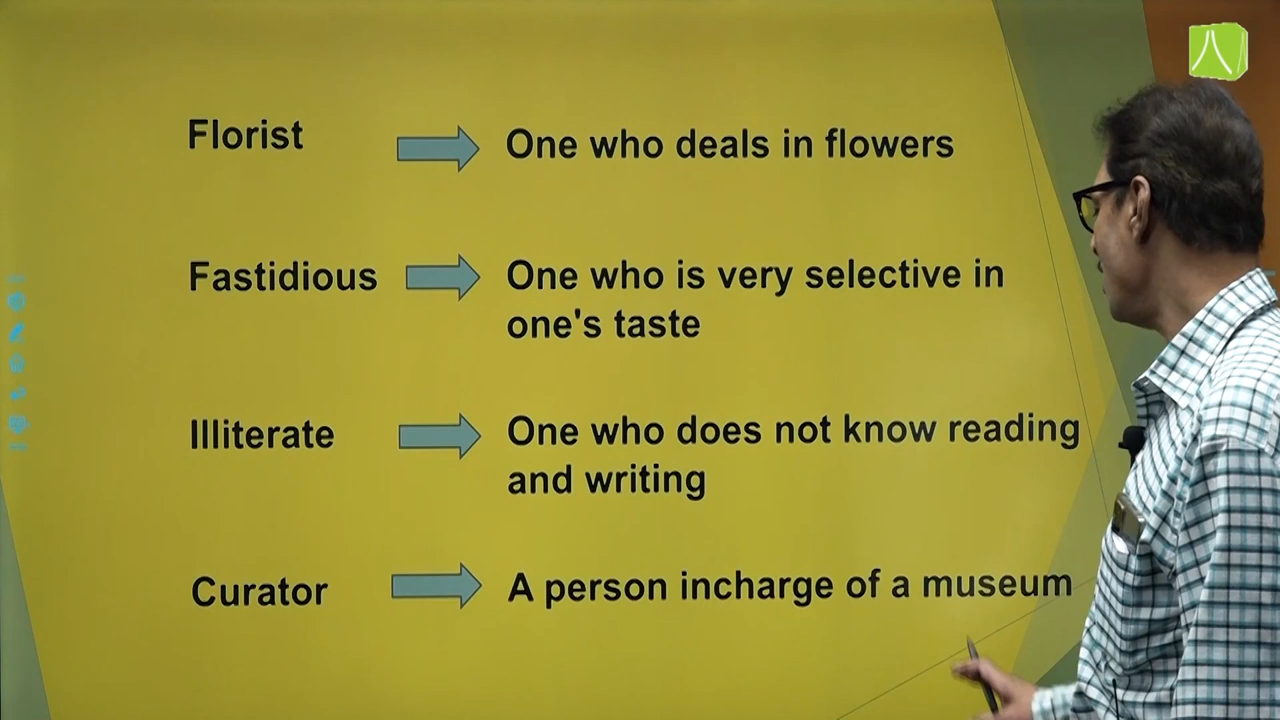 Florist
One who deals in flowers
Fastidious
One who is very selective in
one's taste
Illiterate
One who does not know reading
and writing
Curator
A person incharge of a museum